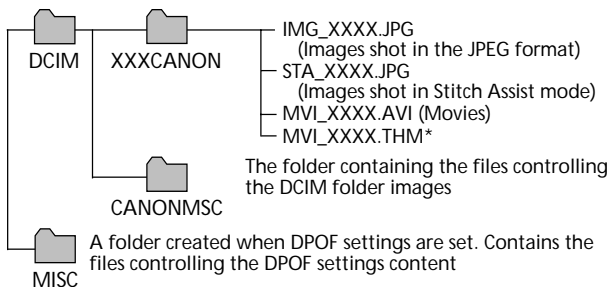 DCIM
XXXCANON
IMG_XXXX.JPG
(Images shot in the JPEG format)
STA_XXXX.JPG
(Images shot in Stitch Assist mode)
MVI_XXXX.AVI (Movies)
MVI_XXXX.THM*
The folder containing the files controlling
the DCIM folder images
CANONMSC
A folder created when DPOF settings are set. Contains the
files controlling the DPOF settings content
MISC